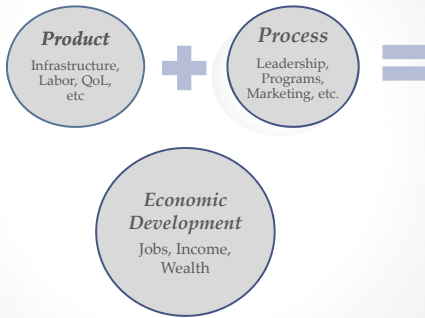 Product
Infrastructure,
Labor, QoL,
etc
+
Process
Leadership,
Programs,
Marketing, etc.
=
Economic
Development
Jobs, Income,
Wealth